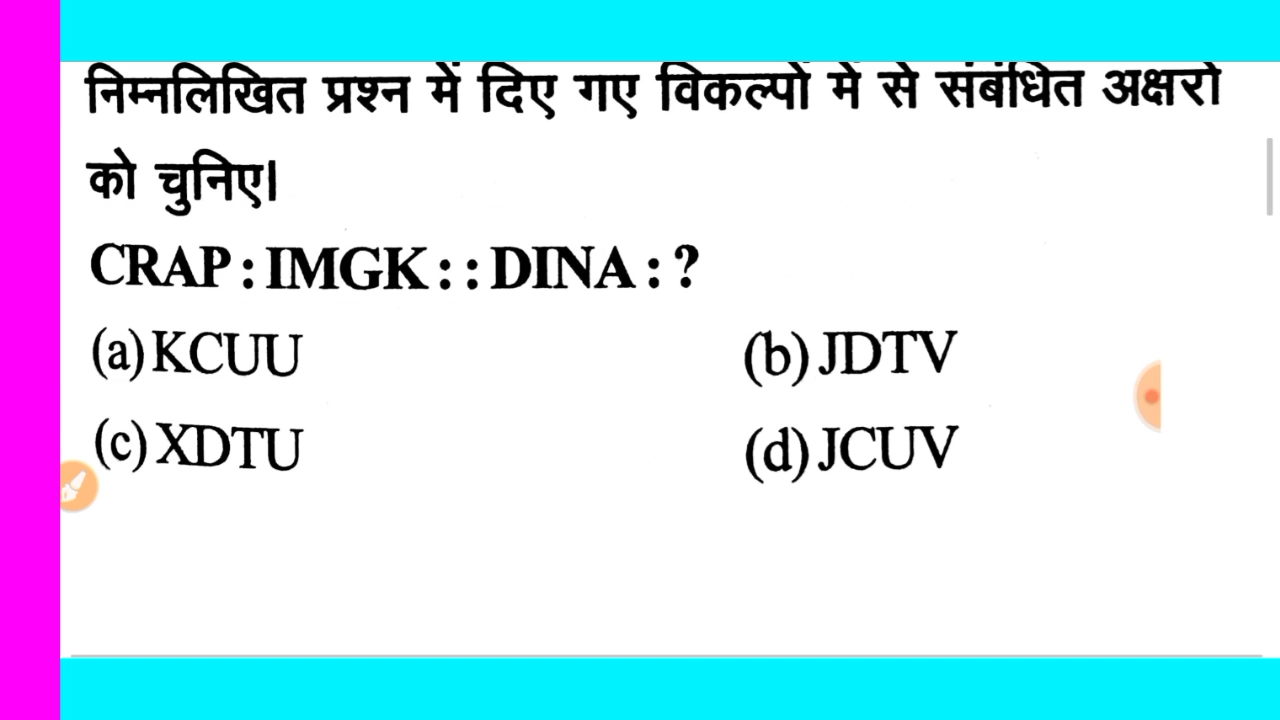 निम्नलिखित प्रश्न में दिए गए विकल्पों में से संबंधित अक्षरों
को चुनिए।
CRAP : IMGK : : DINA : ?
(a) KCUU (b) JDTV
(c) XDTU (d) JCUV